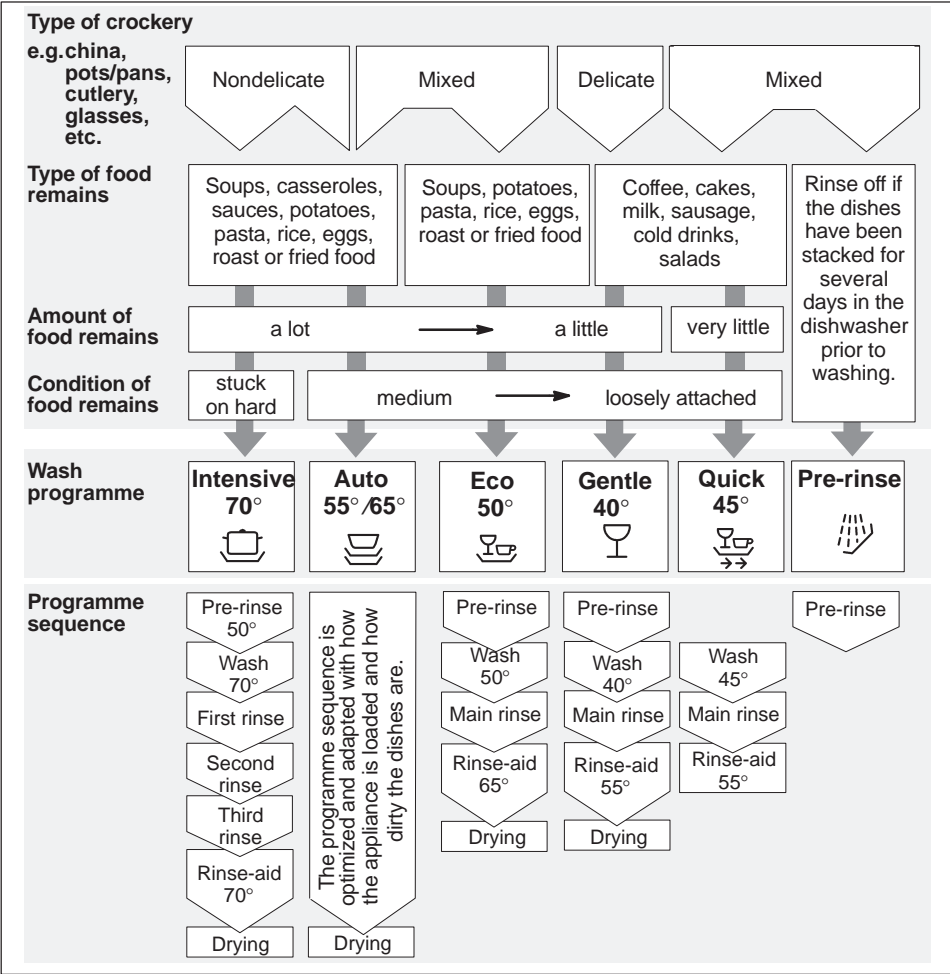 Type of crockery
e.g.china,
pots/pans,
cutlery,
glasses,
etc.
Nondelicate
Mixed
Delicate
Mixed
Type of food
remains
Soups, casseroles,
sauces, potatoes,
pasta, rice, eggs,
roast or fried food
Soups, potatoes,
pasta, rice, eggs,
roast or fried food
Coffee, cakes,
milk, sausage,
cold drinks,
salads
Rinse off if
the dishes
have been
stacked for
several
days in the
dishwasher
prior to
washing.
Amount of
food remains
a lot
a little
very little
Condition of
food remains
stuck
on hard
medium
loosely attached
Wash
programme
Intensive
70°
Auto
55°/65°
Eco
50°
Gentle
40°
Quick
45°
Pre-rinse
Programme
sequence
Pre-rinse
50°
Wash
70°
First rinse
Second
rinse
Third
rinse
Rinse-aid
70°
Drying
The programme sequence is
optimized and adapted with how
the appliance is loaded and how
dirty the dishes are.
Drying
Pre-rinse
Wash
50°
Main rinse
Rinse-aid
65°
Drying
Pre-rinse
Wash
40°
Main rinse
Rinse-aid
55°
Drying
Wash
45°
Main rinse
Rinse-aid
55°
Pre-rinse